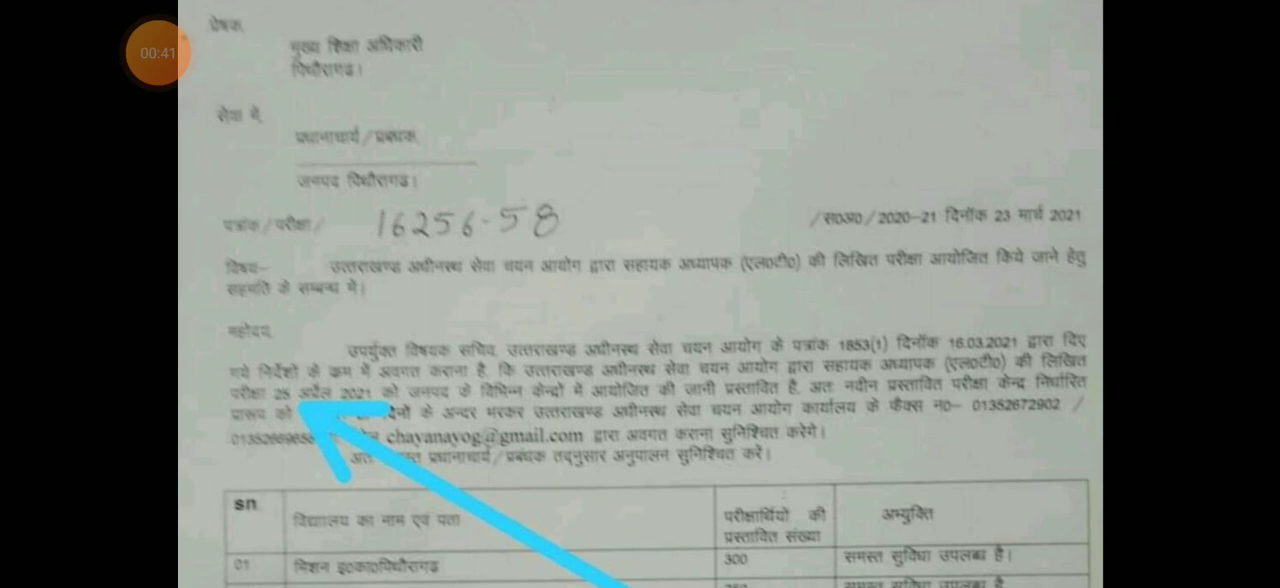 00:41
प्रेषक,
मुख्य शिक्षा अधिकारी
पिथौरागढ।
सेवा में,
प्रधानाचार्य/प्रबंधक,
जनपद पिथौरागढ।
पत्रांक/परीक्षा/ 16256-58 /स0अ0/2020-21 दिनॉक 23 मार्च 2021
विषय- उत्तराखण्ड अधीनस्थ सेवा चयन आयोग द्वारा सहायक अध्यापक (एल0टी0) की लिखित परीक्षा आयोजित किये जाने हेतु
सहमति के सम्बन्ध में।
महोदय,
उपर्युक्त विषयक सचिव, उत्तराखण्ड अधीनस्थ सेवा चयन आयोग के पत्रांक 1853(1) दिनॉक 16.03.2021 द्वारा दिए
गये निर्देशों के क्रम में अवगत कराना है, कि उत्तराखण्ड अधीनस्थ सेवा चयन आयोग द्वारा सहायक अध्यापक (एल0टी0) की लिखित
परीक्षा 25 अप्रैल 2021 को जनपद के विभिन्न केन्द्रों में आयोजित की जानी प्रस्तावित है, अतः नवीन प्रस्तावित परीक्षा केन्द्र निर्धारित
प्रारूप को के अन्दर भरकर उत्तराखण्ड अधीनस्थ सेवा चयन आयोग कार्यालय के फैक्स न0- 01352672902 /
chayanayog@gmail.com द्वारा अवगत कराना सुनिश्चित करेगे।
प्रधानाचार्य/प्रबंधक तद्नुसार अनुपालन सुनिश्चित करें।
sn. विद्यालय का नाम एवं पता परीक्षार्थियों की प्रस्तावित संख्या अभ्युक्ति
01 मिशन इ0का0पिथौरागढ़ 300 समस्त सुविधा उपलब्ध है।
समस्त सुविधा उपलब्ध है